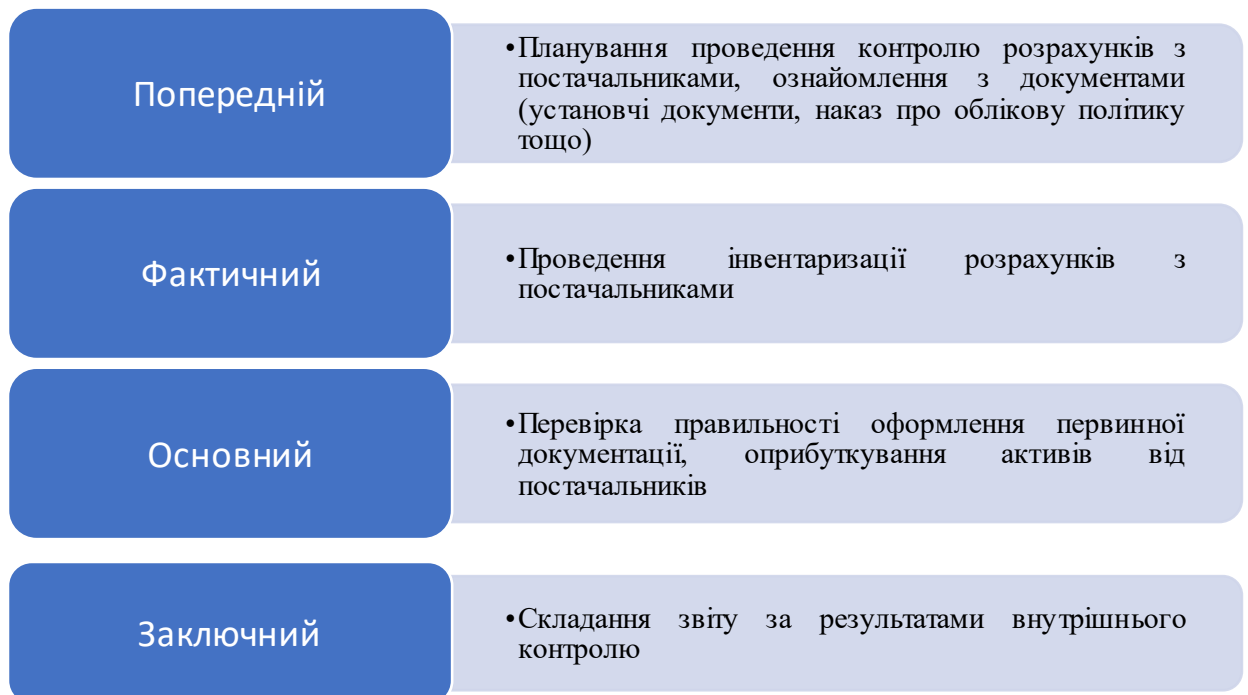 Попередній
•Планування проведення контролю розрахунків з
постачальниками, ознайомлення з документами
(установчі документи, наказ про облікову політику
тощо)
Фактичний
•Проведення інвентаризації розрахунків з
постачальниками
Основний
•Перевірка правильності оформлення первинної
документації, оприбуткування активів від
постачальників
Заключний
•Складання звіту за результатами внутрішнього
контролю